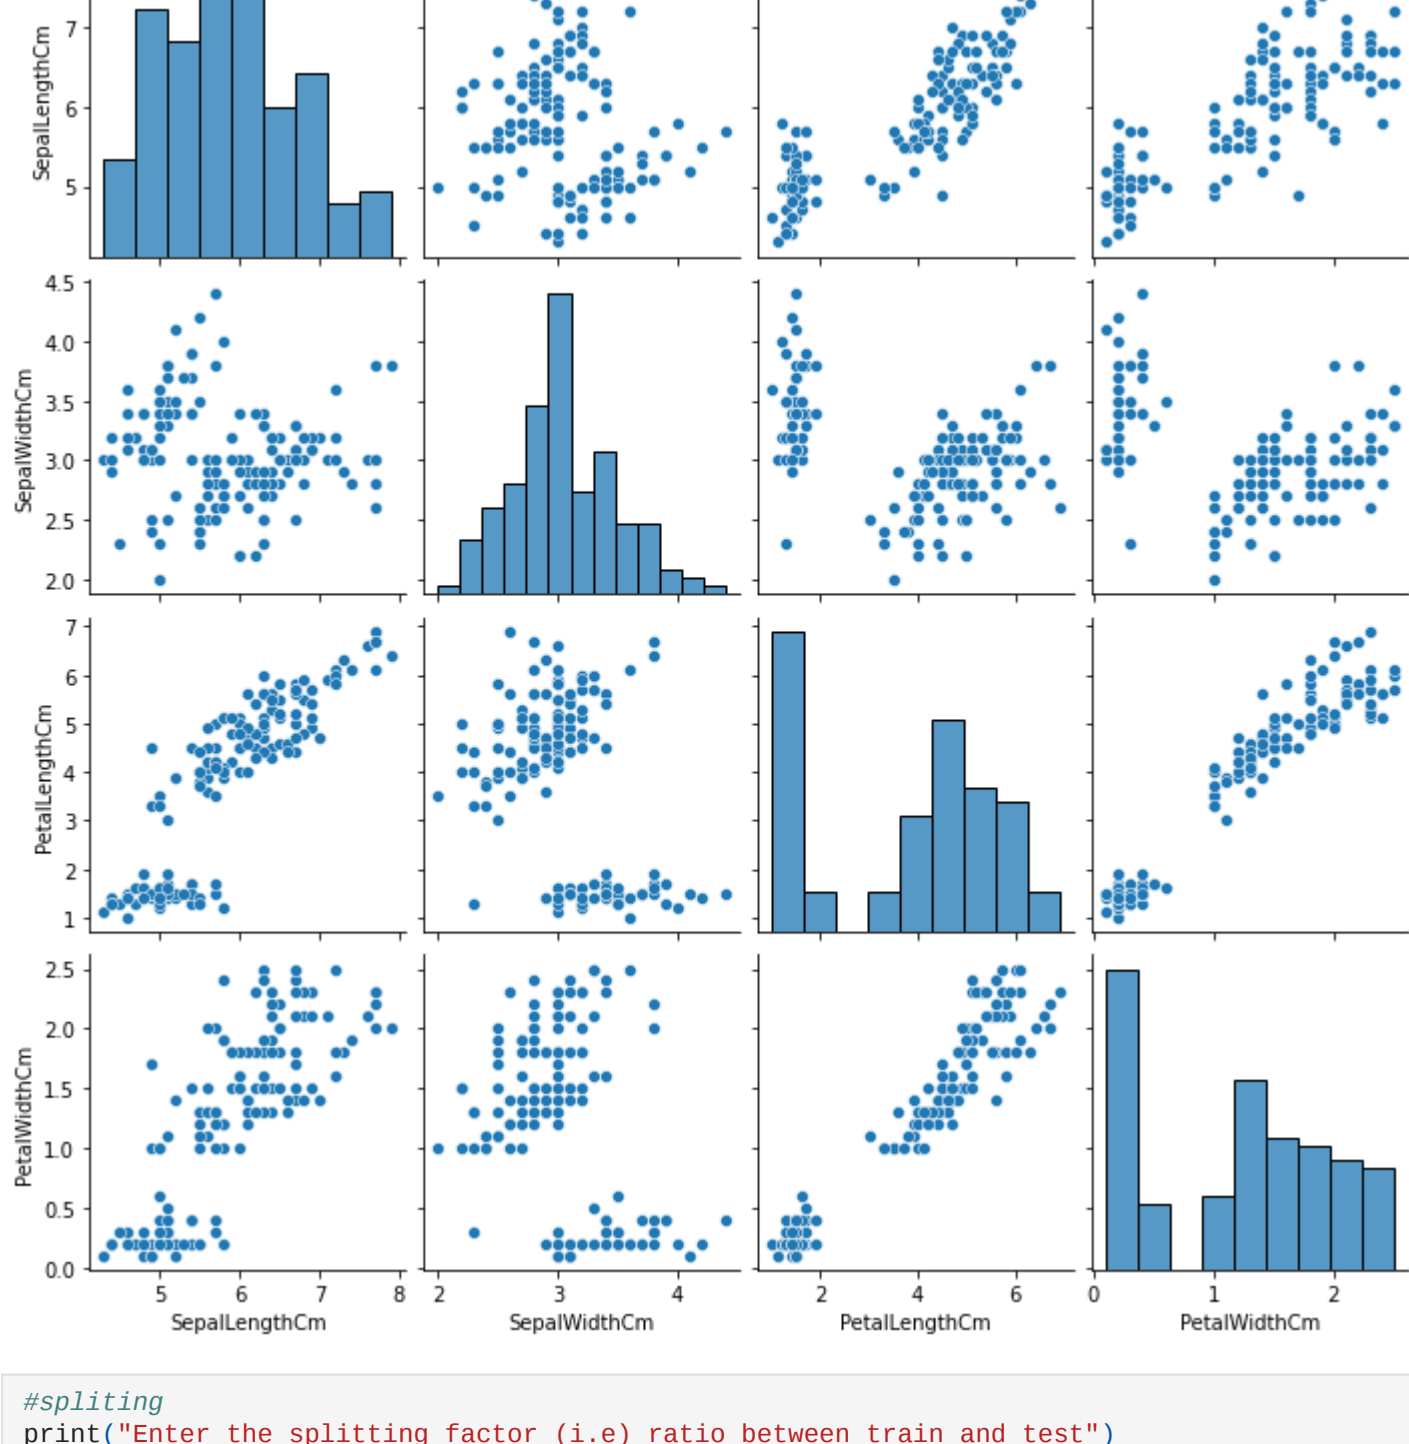 SepalLengthCm
7
6
5
SepalWidthCm
4.5
4.0
3.5
3.0
2.5
2.0
PetalLengthCm
7
6
5
4
3
2
1
PetalWidthCm
2.5
2.0
1.5
1.0
0.5
0.0
5 6 7 8 2 3 4 2 4 6 0 1 2
SepalLengthCm SepalWidthCm PetalLengthCm PetalWidthCm
#spliting
print("Enter the splitting factor (i.e) ratio between train and test")